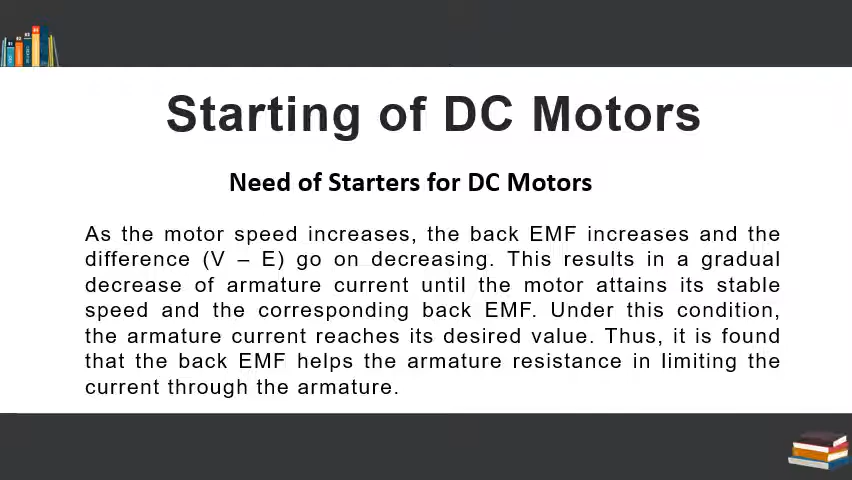 Starting of DC Motors
Need of Starters for DC Motors
As the motor speed increases, the back EMF increases and the
difference (V – E) go on decreasing. This results in a gradual
decrease of armature current until the motor attains its stable
speed and the corresponding back EMF. Under this condition,
the armature current reaches its desired value. Thus, it is found
that the back EMF helps the armature resistance in limiting the
current through the armature.